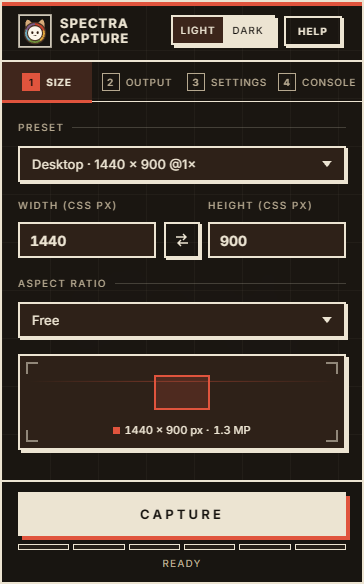 SPECTRA
CAPTURE
LIGHT DARK
HELP
1 SIZE
2 OUTPUT
3 SETTINGS
4 CONSOLE
PRESET
Desktop · 1440 × 900 @1×
WIDTH (CSS PX)
HEIGHT (CSS PX)
1440
900
ASPECT RATIO
Free
1440 × 900 px · 1.3 MP
CAPTURE
READY